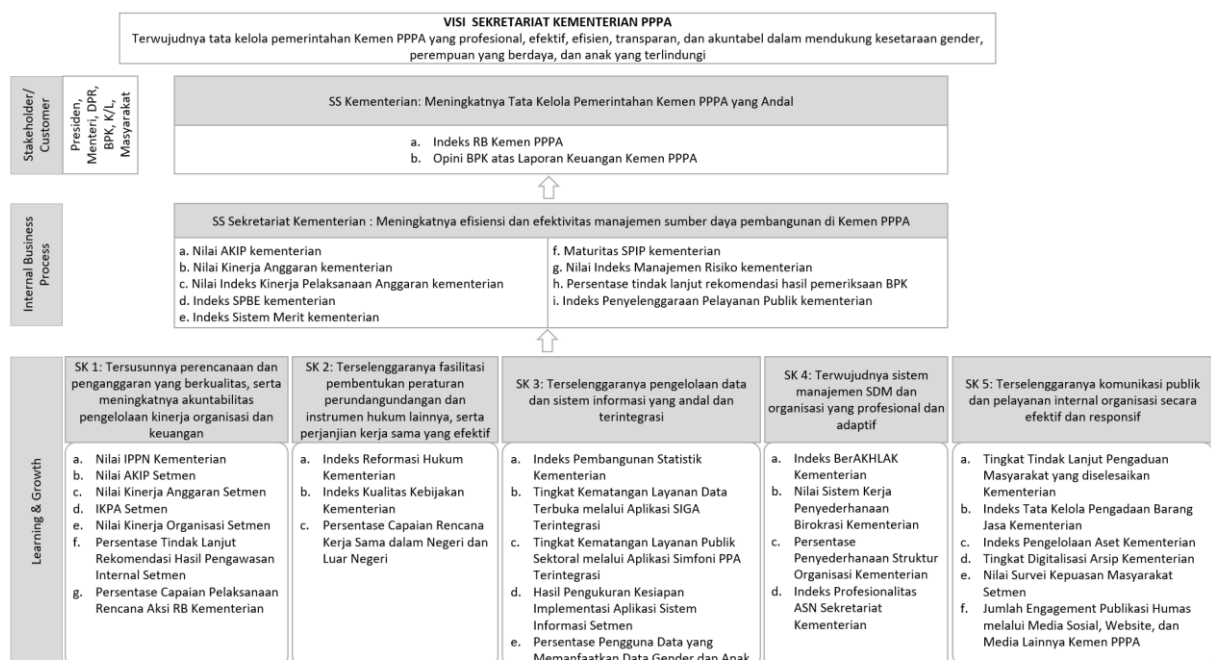 VISI SEKRETARIAT KEMENTERIAN PPPA
Terwujudnya tata kelola pemerintahan Kemen PPPA yang profesional, efektif, efisien, transparan, dan akuntabel dalam mendukung kesetaraan gender,
perempuan yang berdaya, dan anak yang terlindungi
Stakeholder/
Customer
Presiden,
Menteri, DPR,
BPK, K/L,
Masyarakat
SS Kementerian: Meningkatnya Tata Kelola Pemerintahan Kemen PPPA yang Andal
a. Indeks RB Kemen PPPA
b. Opini BPK atas Laporan Keuangan Kemen PPPA
Internal Business
Process
SS Sekretariat Kementerian : Meningkatnya efisiensi dan efektivitas manajemen sumber daya pembangunan di Kemen PPPA
a. Nilai AKIP kementerian
b. Nilai Kinerja Anggaran kementerian
c. Nilai Indeks Kinerja Pelaksanaan Anggaran kementerian
d. Indeks SPBE kementerian
e. Indeks Sistem Merit kementerian
f. Maturitas SPIP kementerian
g. Nilai Indeks Manajemen Risiko kementerian
h. Persentase tindak lanjut rekomendasi hasil pemeriksaan BPK
i. Indeks Penyelenggaraan Pelayanan Publik kementerian
Learning & Growth
SK 1: Tersusunnya perencanaan dan
penganggaran yang berkualitas, serta
meningkatnya akuntabilitas
pengelolaan kinerja organisasi dan
keuangan
a. Nilai IPPN Kementerian
b. Nilai AKIP Setmen
c. Nilai Kinerja Anggaran Setmen
d. IKPA Setmen
e. Nilai Kinerja Organisasi Setmen
f. Persentase Tindak Lanjut
Rekomendasi Hasil Pengawasan
Internal Setmen
g. Persentase Capaian Pelaksanaan
Rencana Aksi RB Kementerian
SK 2: Terselenggaranya fasilitasi
pembentukan peraturan
perundangundangan dan
instrumen hukum lainnya, serta
perjanjian kerja sama yang efektif
a. Indeks Reformasi Hukum
Kementerian
b. Indeks Kualitas Kebijakan
Kementerian
c. Persentase Capaian Rencana
Kerja Sama dalam Negeri dan
Luar Negeri
SK 3: Terselenggaranya pengelolaan data
dan sistem informasi yang andal dan
terintegrasi
a. Indeks Pembangunan Statistik
Kementerian
b. Tingkat Kematangan Layanan Data
Terbuka melalui Aplikasi SIGA
Terintegrasi
c. Tingkat Kematangan Layanan Publik
Sektoral melalui Aplikasi Simfoni PPA
Terintegrasi
d. Hasil Pengukuran Kesiapan
Implementasi Aplikasi Sistem
Informasi Setmen
e. Persentase Pengguna Data yang
Memanfaatkan Data Gender dan Anak
SK 4: Terwujudnya sistem
manajemen SDM dan
organisasi yang profesional dan
adaptif
a. Indeks BerAKHLAK
Kementerian
b. Nilai Sistem Kerja
Penyederhanaan
Birokrasi Kementerian
c. Persentase
Penyederhanaan Struktur
Organisasi Kementerian
d. Indeks Profesionalitas
ASN Sekretariat
Kementerian
SK 5: Terselenggaranya komunikasi publik
dan pelayanan internal organisasi secara
efektif dan responsif
a. Tingkat Tindak Lanjut Pengaduan
Masyarakat yang diselesaikan
Kementerian
b. Indeks Tata Kelola Pengadaan Barang
Jasa Kementerian
c. Indeks Pengelolaan Aset Kementerian
d. Tingkat Digitalisasi Arsip Kementerian
e. Nilai Survei Kepuasan Masyarakat
Setmen
f. Jumlah Engagement Publikasi Humas
melalui Media Sosial, Website, dan
Media Lainnya Kemen PPPA